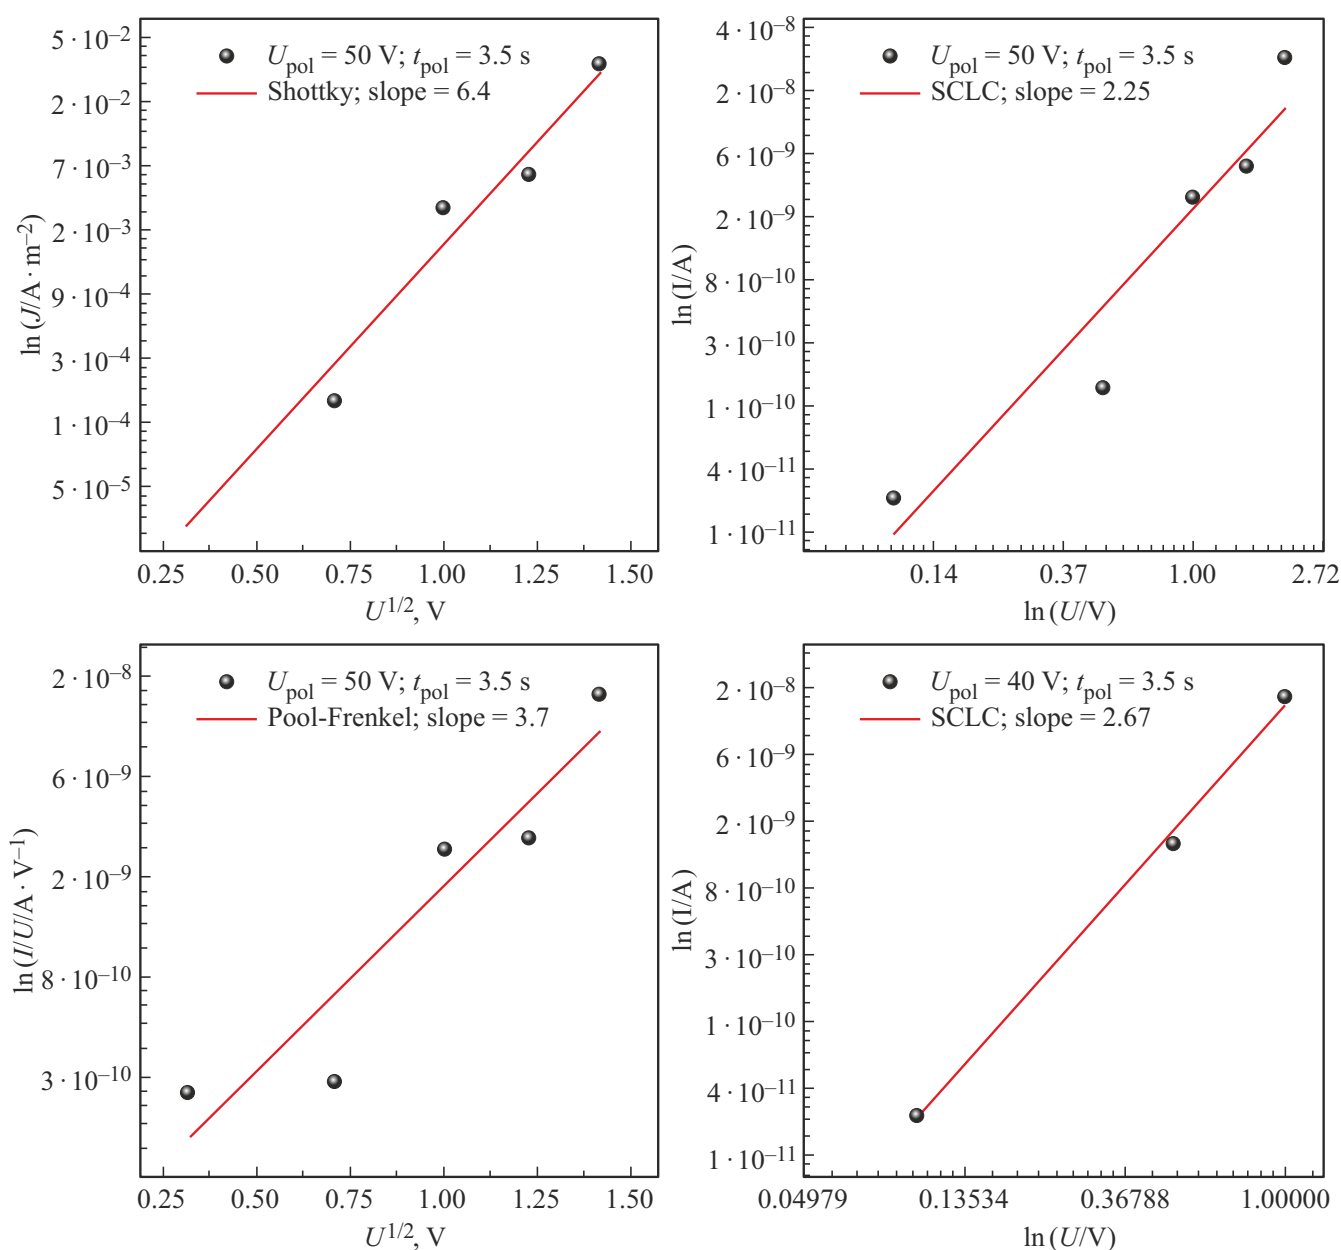 U_pol = 50 V; t_pol = 3.5 s
Shottky; slope = 6.4
ln (J/A · m⁻²)
5 · 10⁻²
2 · 10⁻²
7 · 10⁻³
2 · 10⁻³
9 · 10⁻⁴
3 · 10⁻⁴
1 · 10⁻⁴
5 · 10⁻⁵
0.25 0.50 0.75 1.00 1.25 1.50
U¹ᐟ², V
U_pol = 50 V; t_pol = 3.5 s
SCLC; slope = 2.25
ln (I/A)
4 · 10⁻⁸
2 · 10⁻⁸
6 · 10⁻⁹
2 · 10⁻⁹
8 · 10⁻¹⁰
3 · 10⁻¹⁰
1 · 10⁻¹⁰
4 · 10⁻¹¹
1 · 10⁻¹¹
0.14 0.37 1.00 2.72
ln (U/V)
U_pol = 50 V; t_pol = 3.5 s
Pool-Frenkel; slope = 3.7
ln (I/U/A · V⁻¹)
2 · 10⁻⁸
6 · 10⁻⁹
2 · 10⁻⁹
8 · 10⁻¹⁰
3 · 10⁻¹⁰
0.25 0.50 0.75 1.00 1.25 1.50
U¹ᐟ², V
U_pol = 40 V; t_pol = 3.5 s
SCLC; slope = 2.67
ln (I/A)
2 · 10⁻⁸
6 · 10⁻⁹
2 · 10⁻⁹
8 · 10⁻¹⁰
3 · 10⁻¹⁰
1 · 10⁻¹⁰
4 · 10⁻¹¹
1 · 10⁻¹¹
0.04979 0.13534 0.36788 1.00000
ln (U/V)